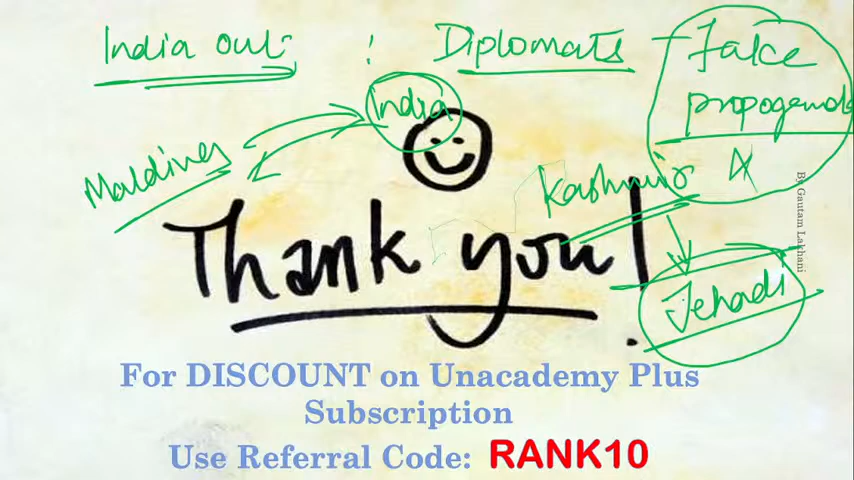 India out : Diplomats - Fake
propogenda
India
Maldives
Kashmir
Thank you!
Jehadi
By Gautam Lakhani
For DISCOUNT on Unacademy Plus
Subscription
Use Referral Code: RANK10